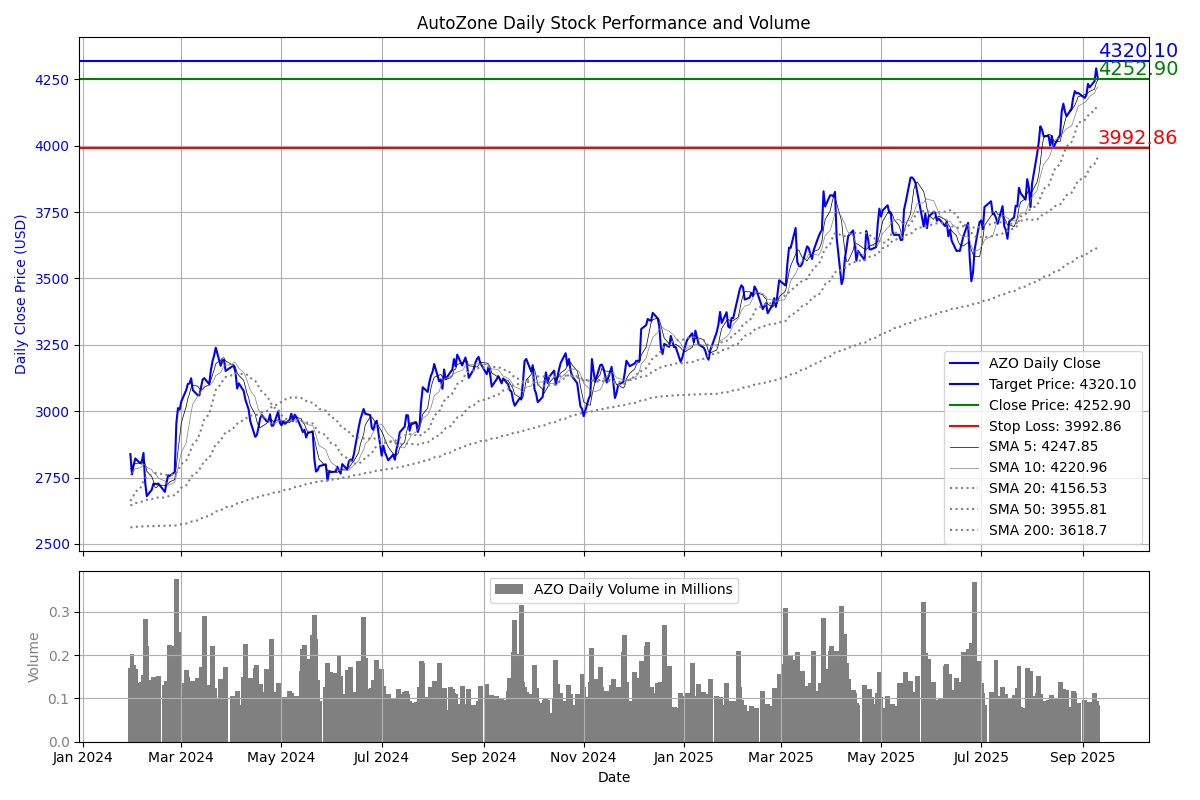 AutoZone Daily Stock Performance and Volume
4320.10
4252.90
3992.86
Daily Close Price (USD)
4250
4000
3750
3500
3250
3000
2750
2500
AZO Daily Close
Target Price: 4320.10
Close Price: 4252.90
Stop Loss: 3992.86
SMA 5: 4247.85
SMA 10: 4220.96
SMA 20: 4156.53
SMA 50: 3955.81
SMA 200: 3618.7
AZO Daily Volume in Millions
Volume
0.3
0.2
0.1
0.0
Jan 2024 Mar 2024 May 2024 Jul 2024 Sep 2024 Nov 2024 Jan 2025 Mar 2025 May 2025 Jul 2025 Sep 2025
Date